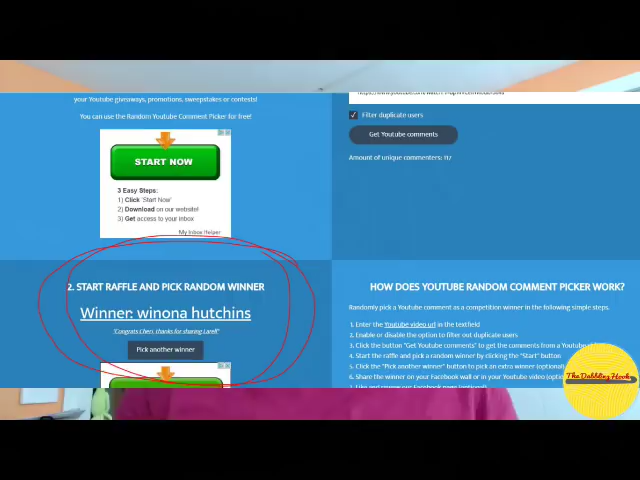 your Youtube giveaways, promotions, sweepstakes or contests!
You can use the Random Youtube Comment Picker for free!
START NOW
3 Easy Steps:
1) Click 'Start Now'
2) Download on our website!
3) Get access to your inbox
My Inbox Helper
Filter duplicate users
Get Youtube comments
Amount of unique commenters: 117
2. START RAFFLE AND PICK RANDOM WINNER
Winner: winona hutchins
"Congrats Cher, thanks for sharing Larell"
Pick another winner
HOW DOES YOUTUBE RANDOM COMMENT PICKER WORK?
Randomly pick a Youtube comment as a competition winner in the following simple steps.
1. Enter the Youtube video url in the textfield
2. Enable or disable the option to filter out duplicate users
3. Click the button "Get Youtube comments" to get the comments from a Youtube
4. Start the raffle and pick a random winner by clicking the "Start" button
5. Click the "Pick another winner" button to pick an extra winner (optional)
6. Share the winner on your Facebook wall or in your Youtube video
The Dabbling Hook